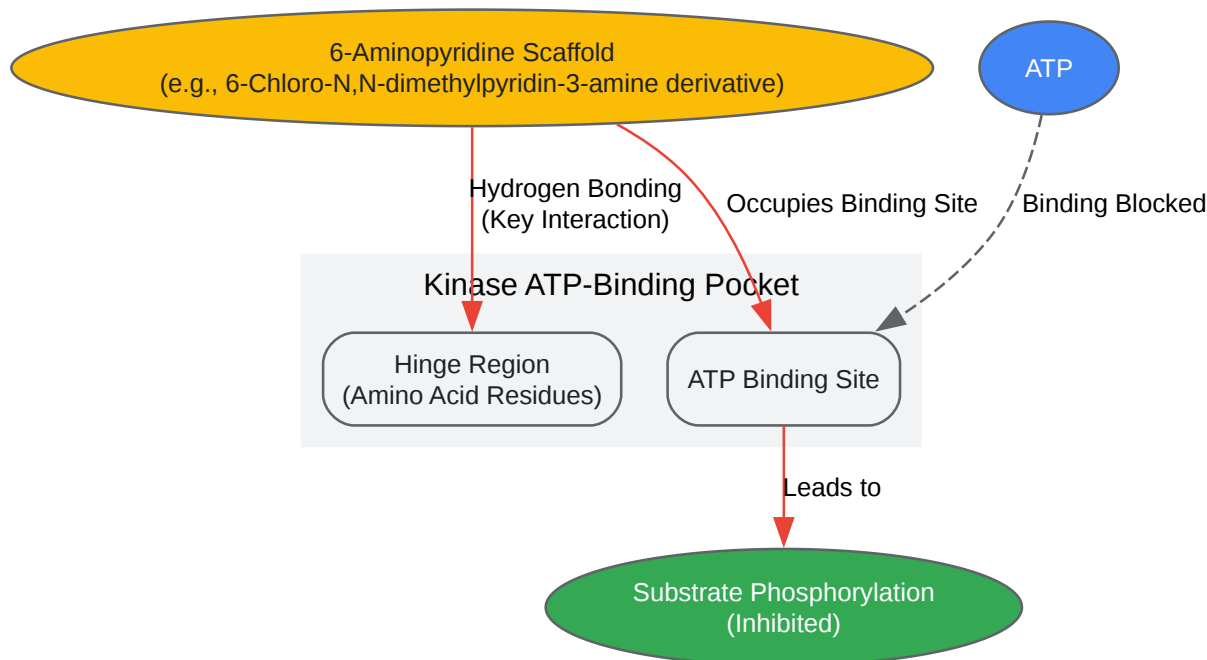 6-Aminopyridine Scaffold
(e.g., 6-Chloro-N,N-dimethylpyridin-3-amine derivative)
ATP
Hydrogen Bonding
(Key Interaction)
Occupies Binding Site
Binding Blocked
Kinase ATP-Binding Pocket
Hinge Region
(Amino Acid Residues)
ATP Binding Site
Leads to
Substrate Phosphorylation
(Inhibited)